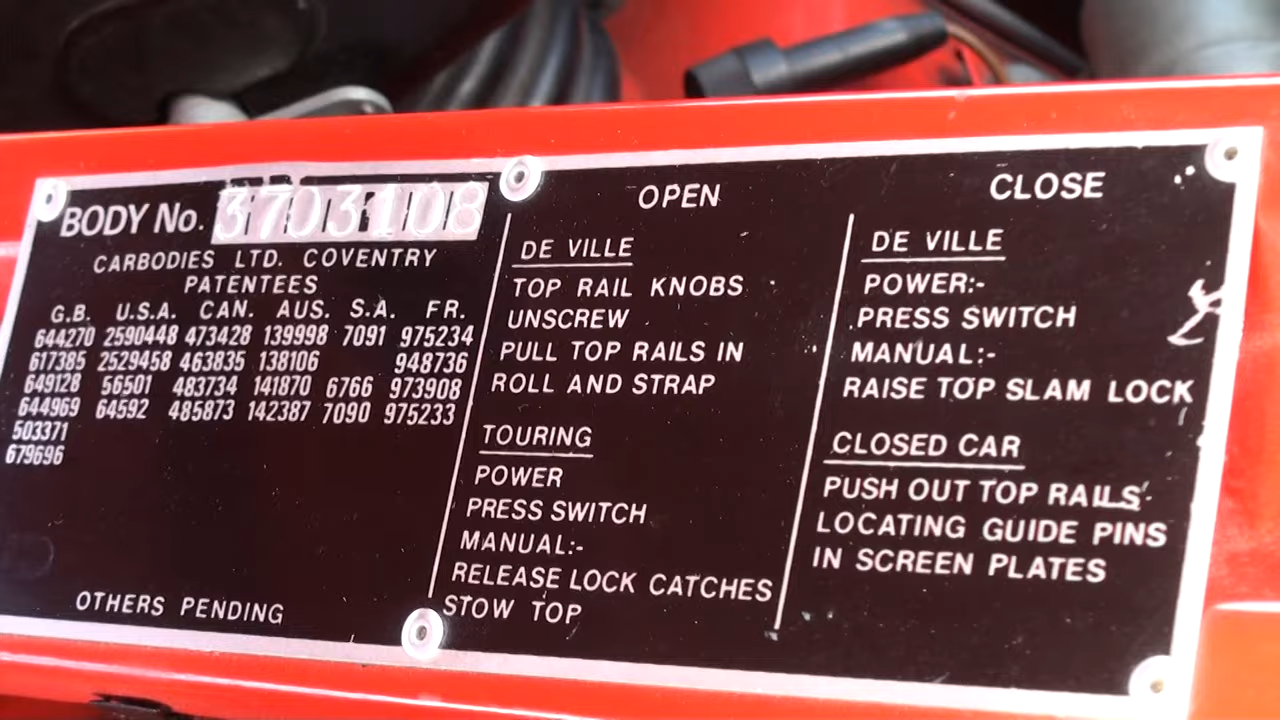 BODY No. 3703108
CARBODIES LTD. COVENTRY
PATENTEES
G.B. U.S.A. CAN. AUS. S.A. FR.
644270 2590448 473428 139998 7091 975234
617385 2529458 463835 138106 948736
649128 56501 483734 141870 6766 973908
644969 64592 485873 142387 7090 975233
503371
679696
OTHERS PENDING
OPEN
DE VILLE
TOP RAIL KNOBS
UNSCREW
PULL TOP RAILS IN
ROLL AND STRAP
TOURING
POWER
PRESS SWITCH
MANUAL:-
RELEASE LOCK CATCHES
STOW TOP
CLOSE
DE VILLE
POWER:-
PRESS SWITCH
MANUAL:-
RAISE TOP SLAM LOCK
CLOSED CAR
PUSH OUT TOP RAILS
LOCATING GUIDE PINS
IN SCREEN PLATES